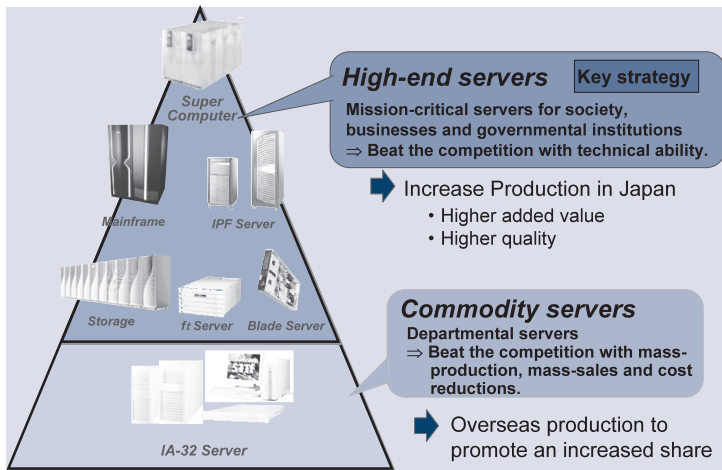 Super
Computer
Mainframe
IPF Server
Storage
ft Server
Blade Server
IA-32 Server
High-end servers
Key strategy
Mission-critical servers for society,
businesses and governmental institutions
⇒ Beat the competition with technical ability.
Increase Production in Japan
• Higher added value
• Higher quality
Commodity servers
Departmental servers
⇒ Beat the competition with mass-
production, mass-sales and cost
reductions.
Overseas production to
promote an increased share